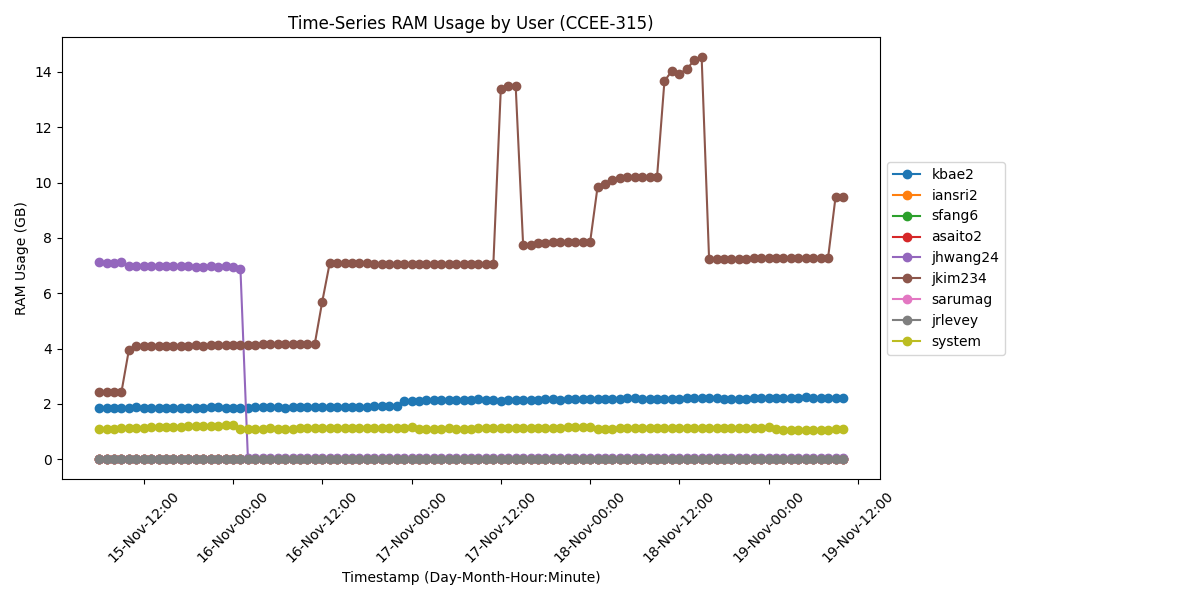 Time-Series RAM Usage by User (CCEE-315)
RAM Usage (GB)
14
12
10
8
6
4
2
0
15-Nov-12:00
16-Nov-00:00
16-Nov-12:00
17-Nov-00:00
17-Nov-12:00
18-Nov-00:00
18-Nov-12:00
19-Nov-00:00
19-Nov-12:00
Timestamp (Day-Month-Hour:Minute)
kbae2
iansri2
sfang6
asaito2
jhwang24
jkim234
sarumag
jrlevey
system